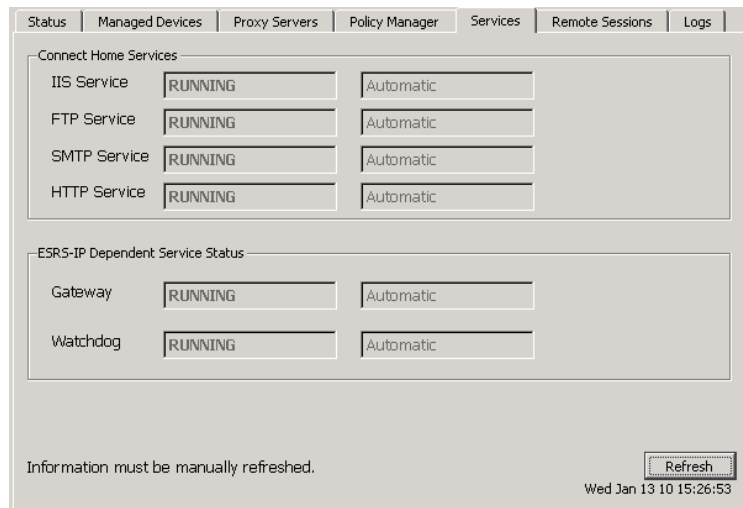 Status Managed Devices Proxy Servers Policy Manager Services Remote Sessions Logs
Connect Home Services
IIS Service RUNNING Automatic
FTP Service RUNNING Automatic
SMTP Service RUNNING Automatic
HTTP Service RUNNING Automatic
ESRS-IP Dependent Service Status
Gateway RUNNING Automatic
Watchdog RUNNING Automatic
Information must be manually refreshed. Refresh
Wed Jan 13 10 15:26:53